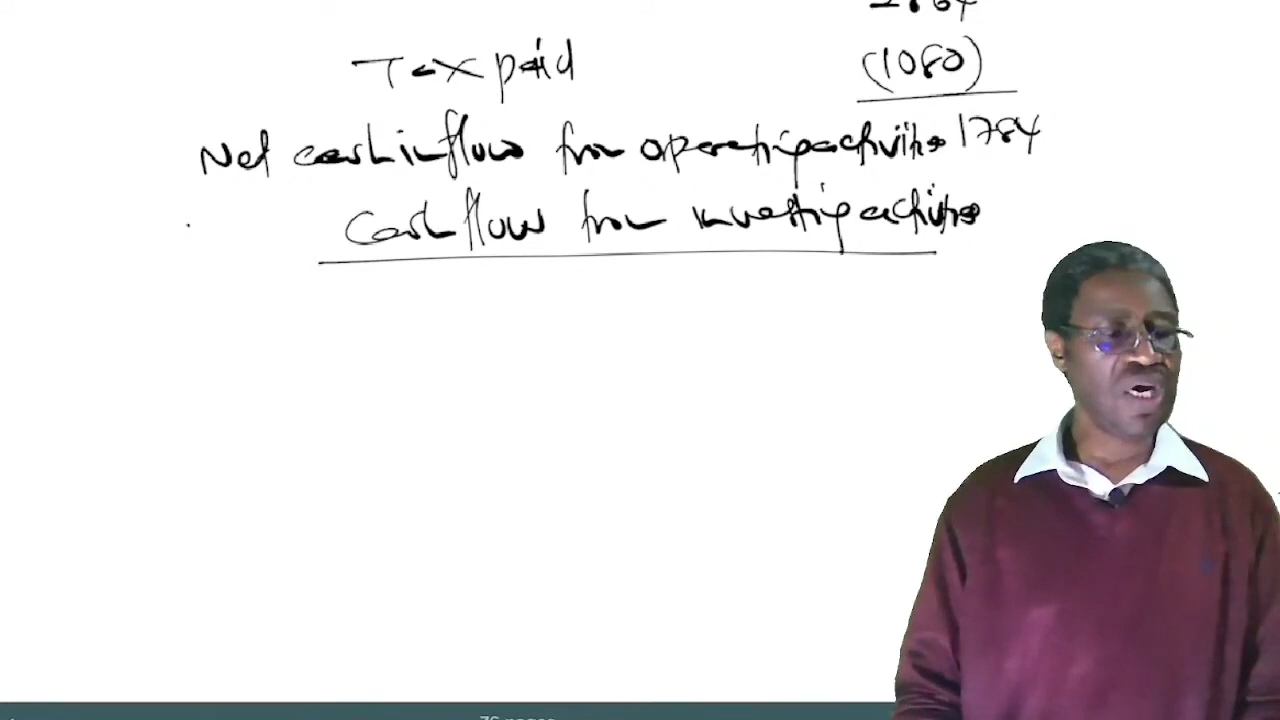 Tax paid (1080)
Net cash inflow from operating activities 1784
Cash flow from investing activities